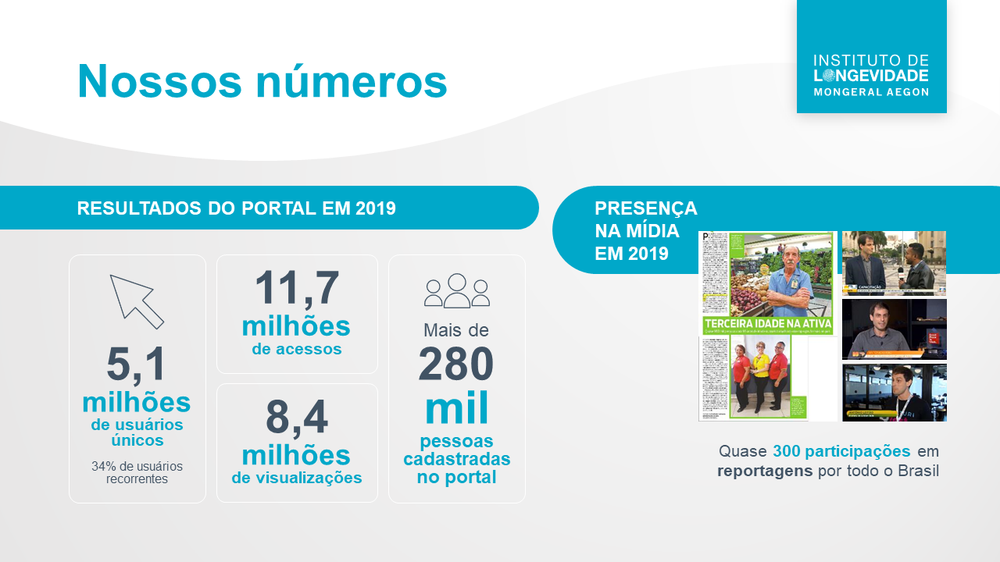 Nossos números
INSTITUTO DE
LONGEVIDADE
MONGERAL AEGON
RESULTADOS DO PORTAL EM 2019
5,1
milhões
de usuários
únicos
34% de usuários
recorrentes
11,7
milhões
de acessos
8,4
milhões
de visualizações
Mais de
280
mil
pessoas
cadastradas
no portal
PRESENÇA
NA MÍDIA
EM 2019
TERCEIRA IDADE NA ATIVA
CAPACITAÇÃO
ANTÔNIO LEITÃO
Quase 300 participações em
reportagens por todo o Brasil